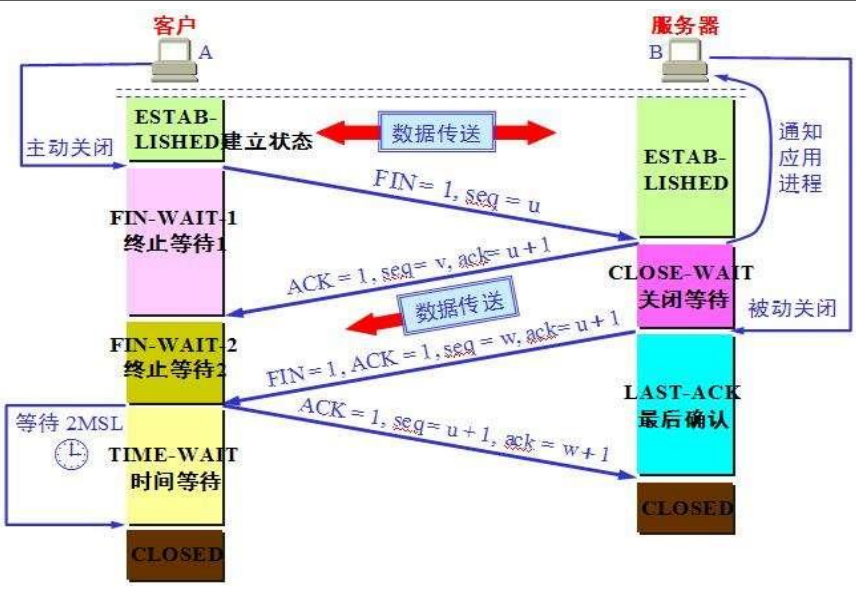 客户
服务器
A
B
ESTAB-
LISHED建立状态
数据传送
主动关闭
通知
应用
进程
ESTAB-
LISHED
FIN= 1, seq = u
FIN-WAIT-1
终止等待1
ACK = 1, seq= v, ack= u+1
CLOSE-WAIT
关闭等待
数据传送
被动关闭
FIN-WAIT-2
终止等待2
FIN=1, ACK = 1, seq = w, ack= u+1
LAST-ACK
最后确认
ACK = 1, seq= u+1, ack = w+1
等待 2MSL
TIME-WAIT
时间等待
CLOSED
CLOSED